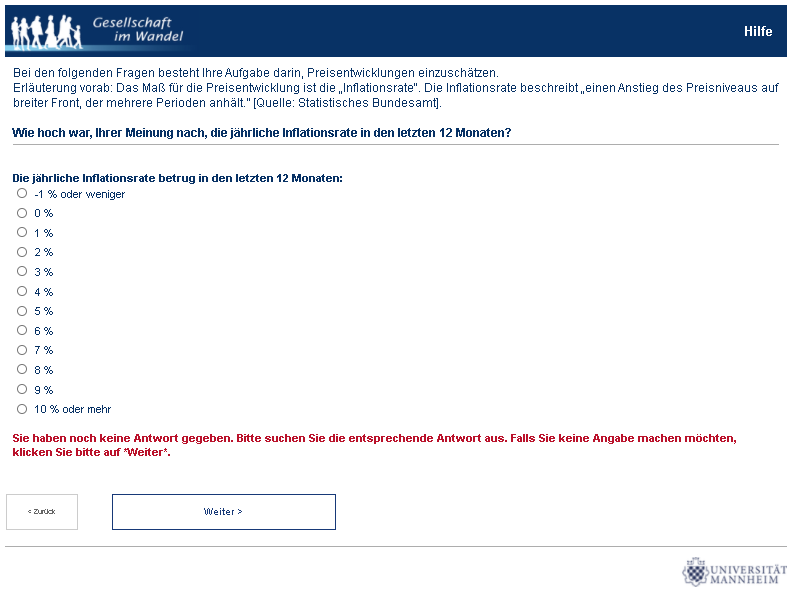 Gesellschaft
im Wandel
Hilfe
Bei den folgenden Fragen besteht Ihre Aufgabe darin, Preisentwicklungen einzuschätzen.
Erläuterung vorab: Das Maß für die Preisentwicklung ist die „Inflationsrate“. Die Inflationsrate beschreibt „einen Anstieg des Preisniveaus auf
breiter Front, der mehrere Perioden anhält.“ [Quelle: Statistisches Bundesamt].
Wie hoch war, Ihrer Meinung nach, die jährliche Inflationsrate in den letzten 12 Monaten?
Die jährliche Inflationsrate betrug in den letzten 12 Monaten:
-1 % oder weniger
0 %
1 %
2 %
3 %
4 %
5 %
6 %
7 %
8 %
9 %
10 % oder mehr
Sie haben noch keine Antwort gegeben. Bitte suchen Sie die entsprechende Antwort aus. Falls Sie keine Angabe machen möchten,
klicken Sie bitte auf *Weiter*.
< Zurück
Weiter >
UNIVERSITÄT
MANNHEIM